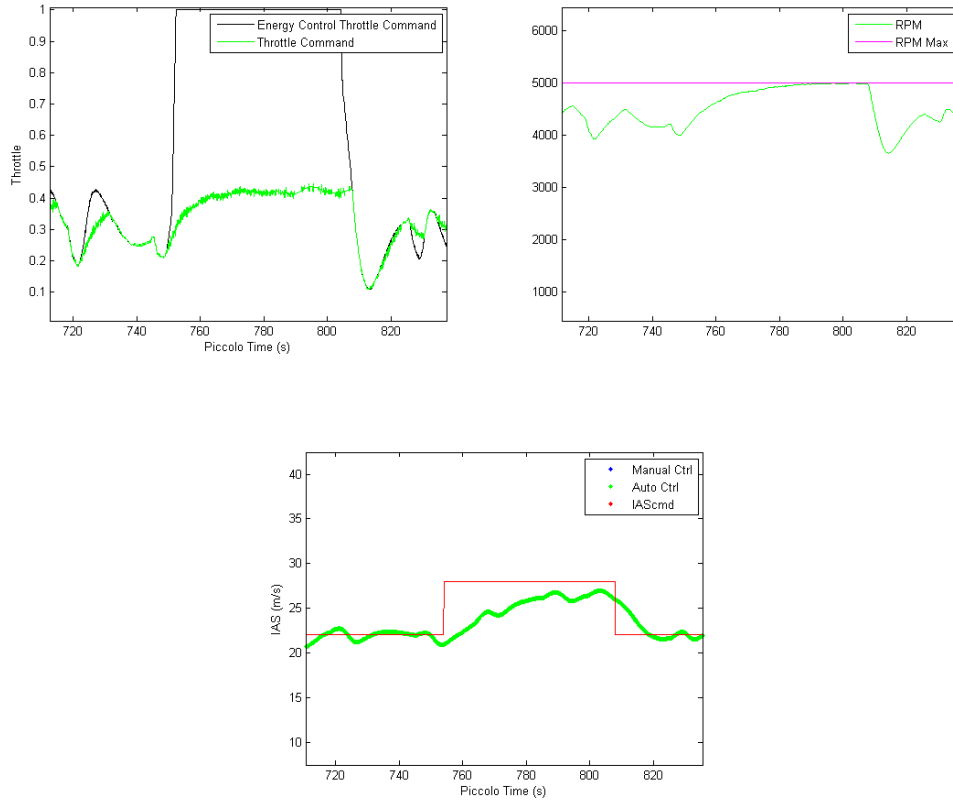 Energy Control Throttle Command
Throttle Command
1
0.9
0.8
0.7
0.6
0.5
0.4
0.3
0.2
0.1
Throttle
720 740 760 780 800 820
Piccolo Time (s)
RPM
RPM Max
6000
5000
4000
3000
2000
1000
720 740 760 780 800 820
Piccolo Time (s)
Manual Ctrl
Auto Ctrl
IAScmd
40
35
30
25
20
15
10
IAS (m/s)
720 740 760 780 800 820
Piccolo Time (s)